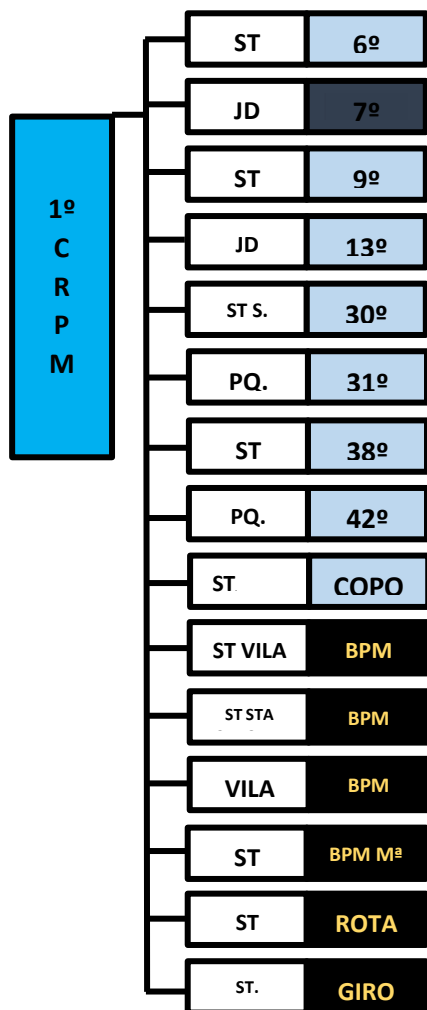 1º
C
R
P
M
ST 6º
JD 7º
ST 9º
JD 13º
ST S. 30º
PQ. 31º
ST 38º
PQ. 42º
ST COPO
ST VILA BPM
ST STA BPM
VILA BPM
ST BPM Mª
ST ROTA
ST. GIRO